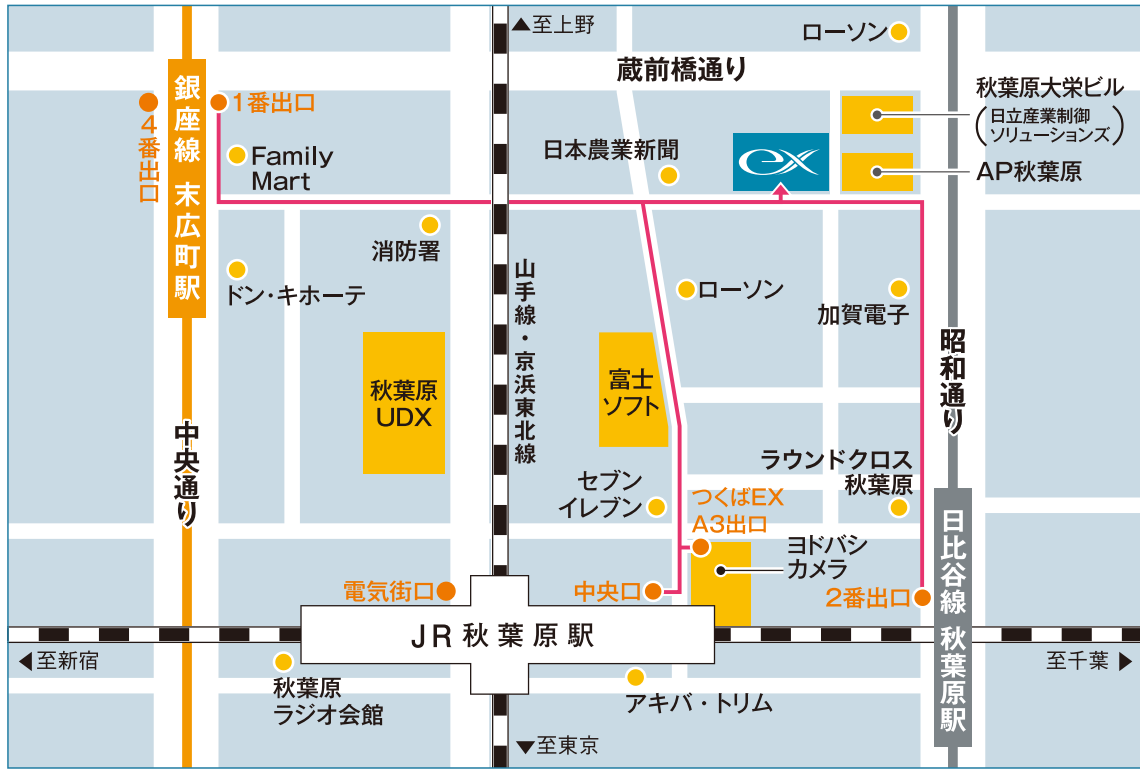 ▲至上野
ローソン
蔵前橋通り
秋葉原大栄ビル
(日立産業制御
ソリューションズ)
AP秋葉原
銀座線 末広町駅
1番出口
4番出口
Family
Mart
日本農業新聞
ex
消防署
ドン・キホーテ
山手線・京浜東北線
ローソン
加賀電子
昭和通り
秋葉原
UDX
富士
ソフト
中央通り
セブン
イレブン
つくばEX
A3出口
ラウンドクロス
秋葉原
ヨドバシ
カメラ
日比谷線 秋葉原駅
電気街口
中央口
2番出口
JR秋葉原駅
◀至新宿
至千葉▶
秋葉原
ラジオ会館
アキバ・トリム
▼至東京